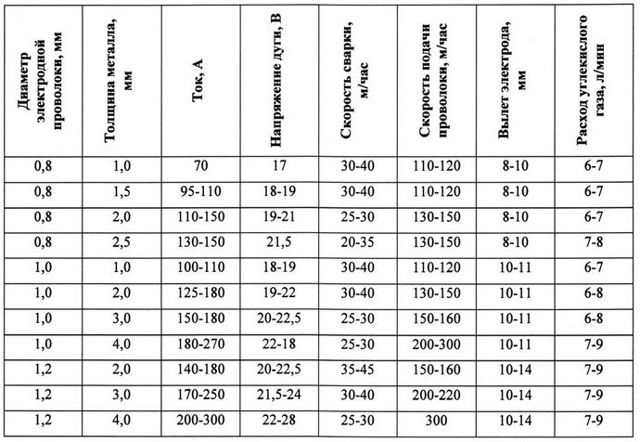 Диаметр электродной проволоки, мм | Толщина металла, мм | Ток, А | Напряжение дуги, В | Скорость сварки, м/час | Скорость подачи проволоки, м/час | Вылет электрода, мм | Расход углекислого газа, л/мин
0,8 | 1,0 | 70 | 17 | 30-40 | 110-120 | 8-10 | 6-7
0,8 | 1,5 | 95-110 | 18-19 | 30-40 | 110-120 | 8-10 | 6-7
0,8 | 2,0 | 110-150 | 19-21 | 25-30 | 130-150 | 8-10 | 6-7
0,8 | 2,5 | 130-150 | 21,5 | 20-35 | 130-150 | 8-10 | 7-8
1,0 | 1,0 | 100-110 | 18-19 | 30-40 | 110-120 | 10-11 | 6-7
1,0 | 2,0 | 125-180 | 19-22 | 30-40 | 130-150 | 10-11 | 6-8
1,0 | 3,0 | 150-180 | 20-22,5 | 25-30 | 150-160 | 10-11 | 6-8
1,0 | 4,0 | 180-270 | 22-18 | 25-30 | 200-300 | 10-11 | 7-9
1,2 | 2,0 | 140-180 | 20-22,5 | 35-45 | 150-160 | 10-14 | 7-9
1,2 | 3,0 | 170-250 | 21,5-24 | 30-40 | 200-220 | 10-14 | 7-9
1,2 | 4,0 | 200-300 | 22-28 | 25-30 | 300 | 10-14 | 7-9